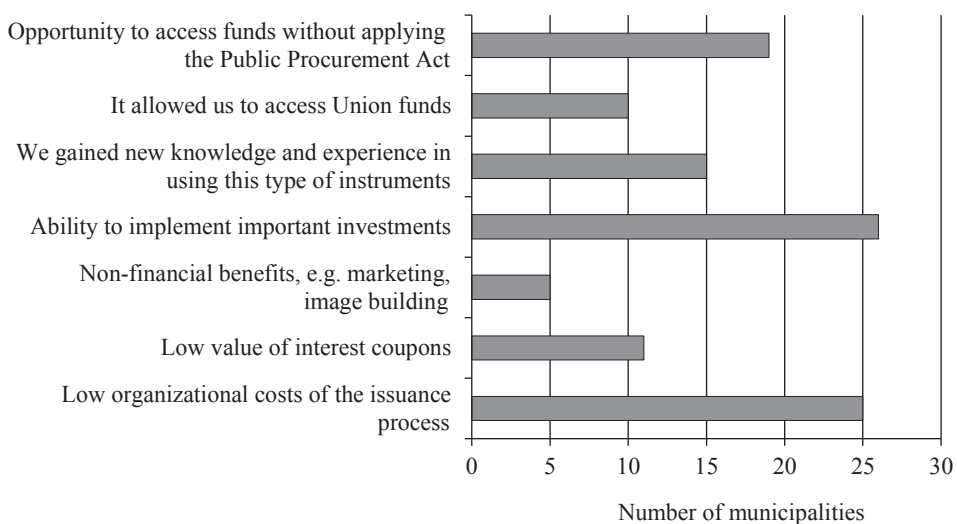 Opportunity to access funds without applying
the Public Procurement Act
It allowed us to access Union funds
We gained new knowledge and experience in
using this type of instruments
Ability to implement important investments
Non-financial benefits, e.g. marketing,
image building
Low value of interest coupons
Low organizational costs of the issuance
process
0 5 10 15 20 25 30
Number of municipalities